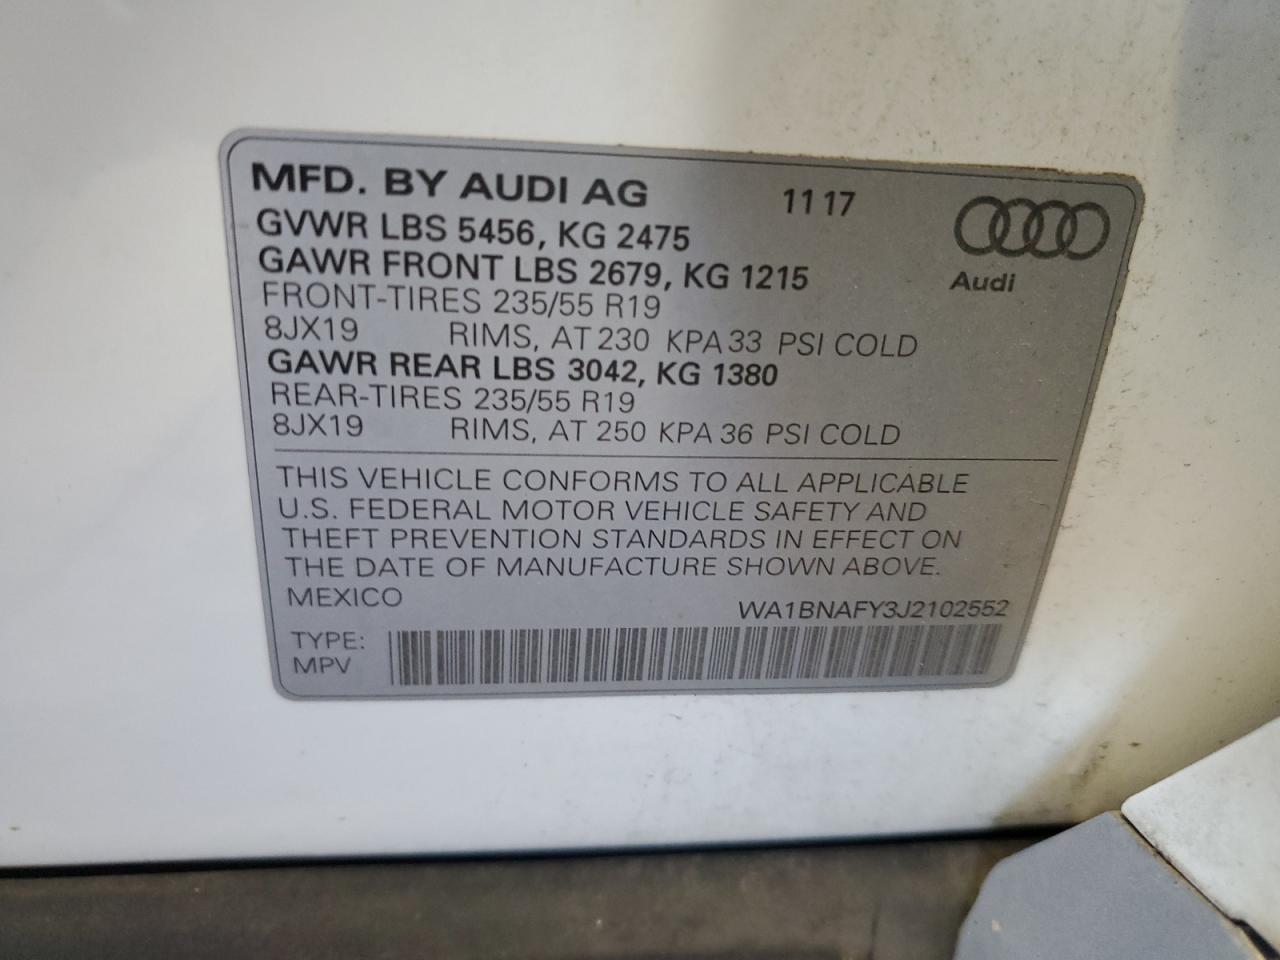 MFD. BY AUDI AG 11 17
GVWR LBS 5456, KG 2475
GAWR FRONT LBS 2679, KG 1215
Audi
FRONT-TIRES 235/55 R19
8JX19 RIMS, AT 230 KPA 33 PSI COLD
GAWR REAR LBS 3042, KG 1380
REAR-TIRES 235/55 R19
8JX19 RIMS, AT 250 KPA 36 PSI COLD
THIS VEHICLE CONFORMS TO ALL APPLICABLE
U.S. FEDERAL MOTOR VEHICLE SAFETY AND
THEFT PREVENTION STANDARDS IN EFFECT ON
THE DATE OF MANUFACTURE SHOWN ABOVE.
MEXICO WA1BNAFY3J2102552
TYPE:
MPV